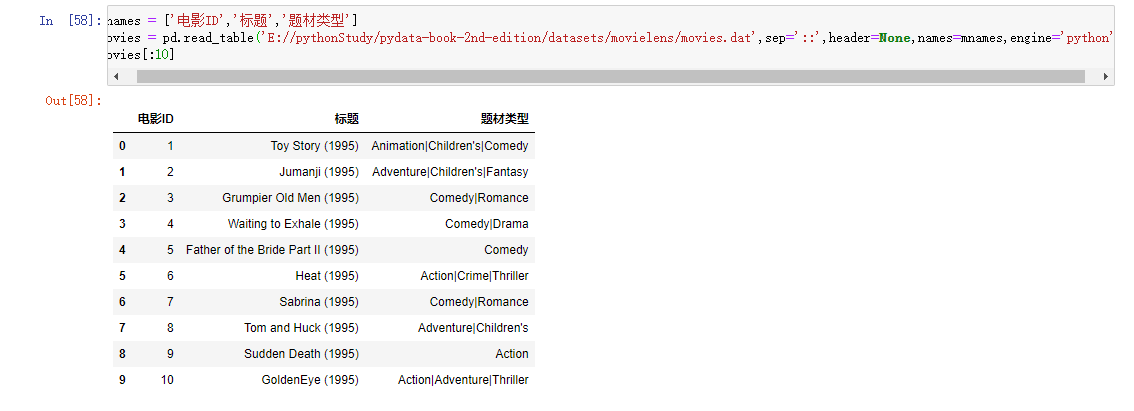 In [58]:
names = ['电影ID','标题','题材类型']
ovies = pd.read_table('E://pythonStudy/pydata-book-2nd-edition/datasets/movielens/movies.dat',sep='::',header=None,names=mnames,engine='python'
ovies[:10]
Out[58]:
电影ID 标题 题材类型
0 1 Toy Story (1995) Animation|Children's|Comedy
1 2 Jumanji (1995) Adventure|Children's|Fantasy
2 3 Grumpier Old Men (1995) Comedy|Romance
3 4 Waiting to Exhale (1995) Comedy|Drama
4 5 Father of the Bride Part II (1995) Comedy
5 6 Heat (1995) Action|Crime|Thriller
6 7 Sabrina (1995) Comedy|Romance
7 8 Tom and Huck (1995) Adventure|Children's
8 9 Sudden Death (1995) Action
9 10 GoldenEye (1995) Action|Adventure|Thriller